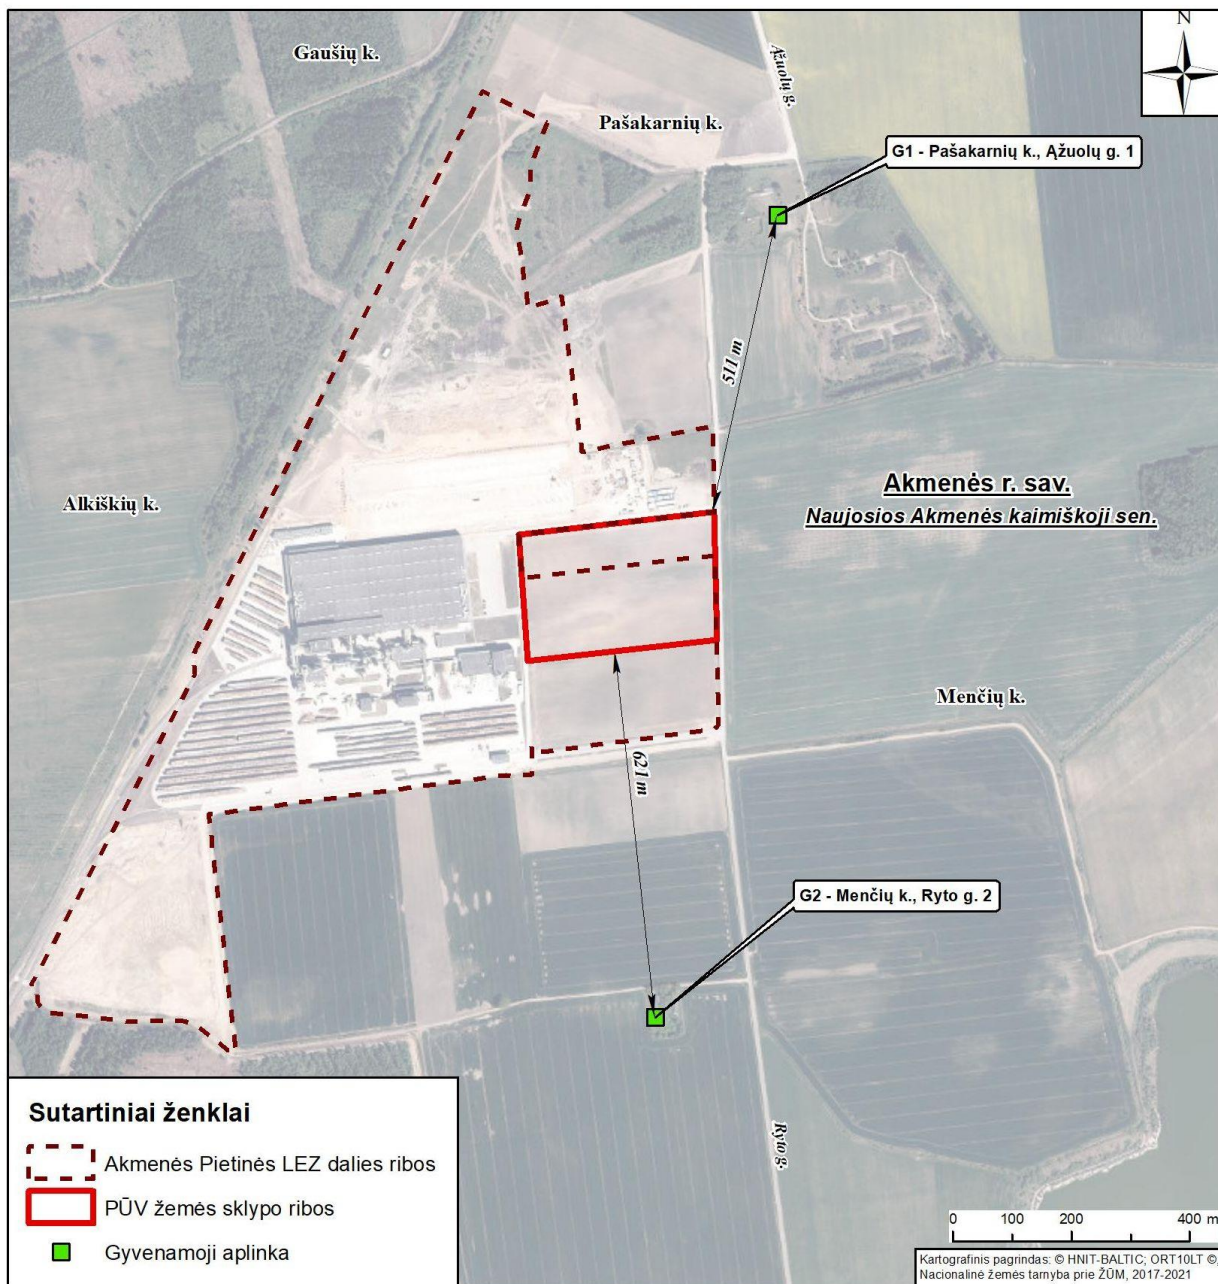 N
Gaušių k.
Ąžuolų g.
Pašakarnių k.
G1 - Pašakarnių k., Ąžuolų g. 1
511 m
Alkiškių k.
Akmenės r. sav.
Naujosios Akmenės kaimiškoji sen.
Menčių k.
621 m
G2 - Menčių k., Ryto g. 2
Ryto g.
Sutartiniai ženklai
Akmenės Pietinės LEZ dalies ribos
PŪV žemės sklypo ribos
Gyvenamoji aplinka
0 100 200 400 m
Kartografinis pagrindas: © HNIT-BALTIC; ORT10LT ©,
Nacionalinė žemės tarnyba prie ŽŪM, 2017-2021